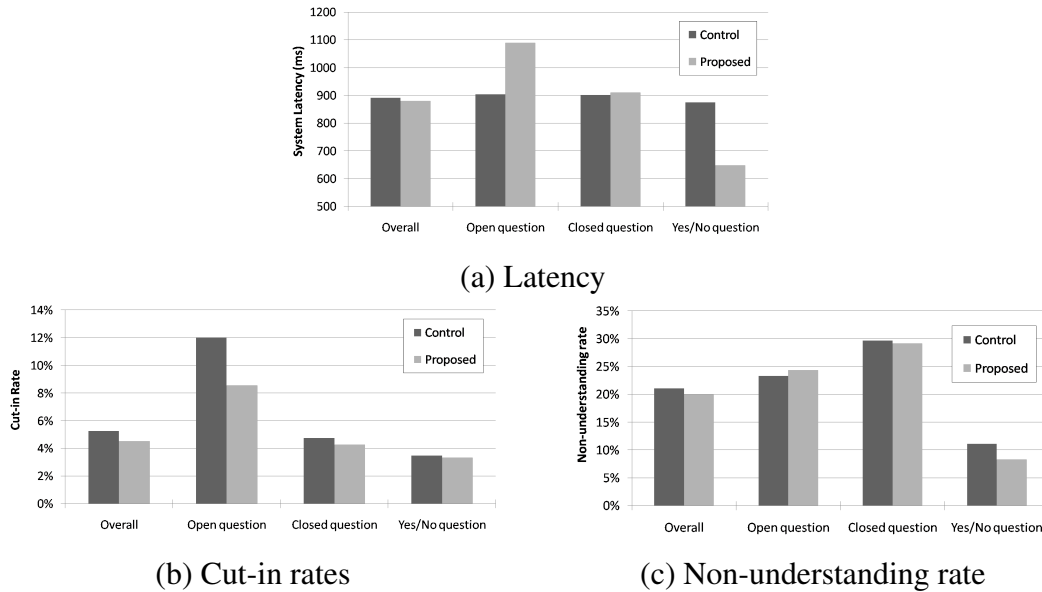 1200
1100
1000
900
800
700
600
500
System Latency (ms)
Control
Proposed
Overall Open question Closed question Yes/No question
(a) Latency
14%
12%
10%
8%
6%
4%
2%
0%
Cut-in Rate
Control
Proposed
Overall Open question Closed question Yes/No question
(b) Cut-in rates
35%
30%
25%
20%
15%
10%
5%
0%
Non-understanding rate
Control
Proposed
Overall Open question Closed question Yes/No question
(c) Non-understanding rate